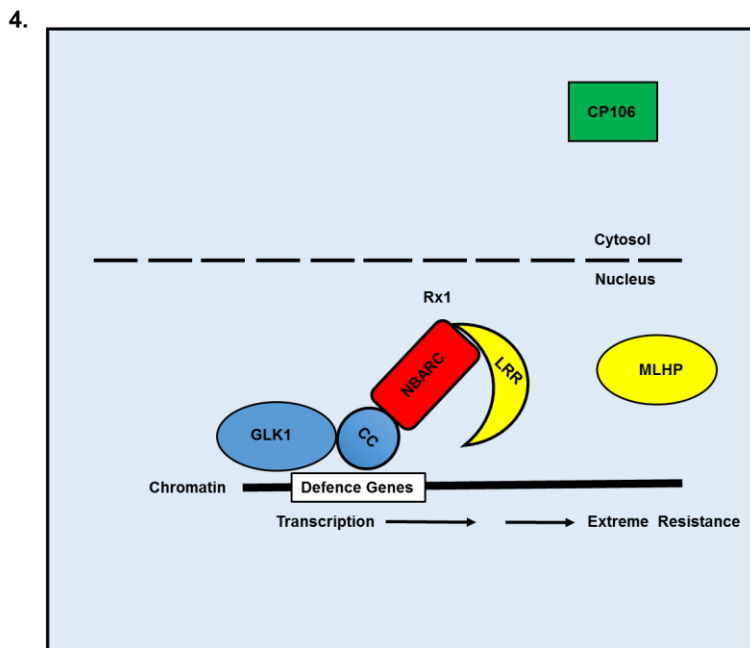 4.
CP106
Cytosol
Nucleus
Rx1
NBARC
LRR
MLHP
GLK1
CC
Chromatin
Defence Genes
Transcription
Extreme Resistance